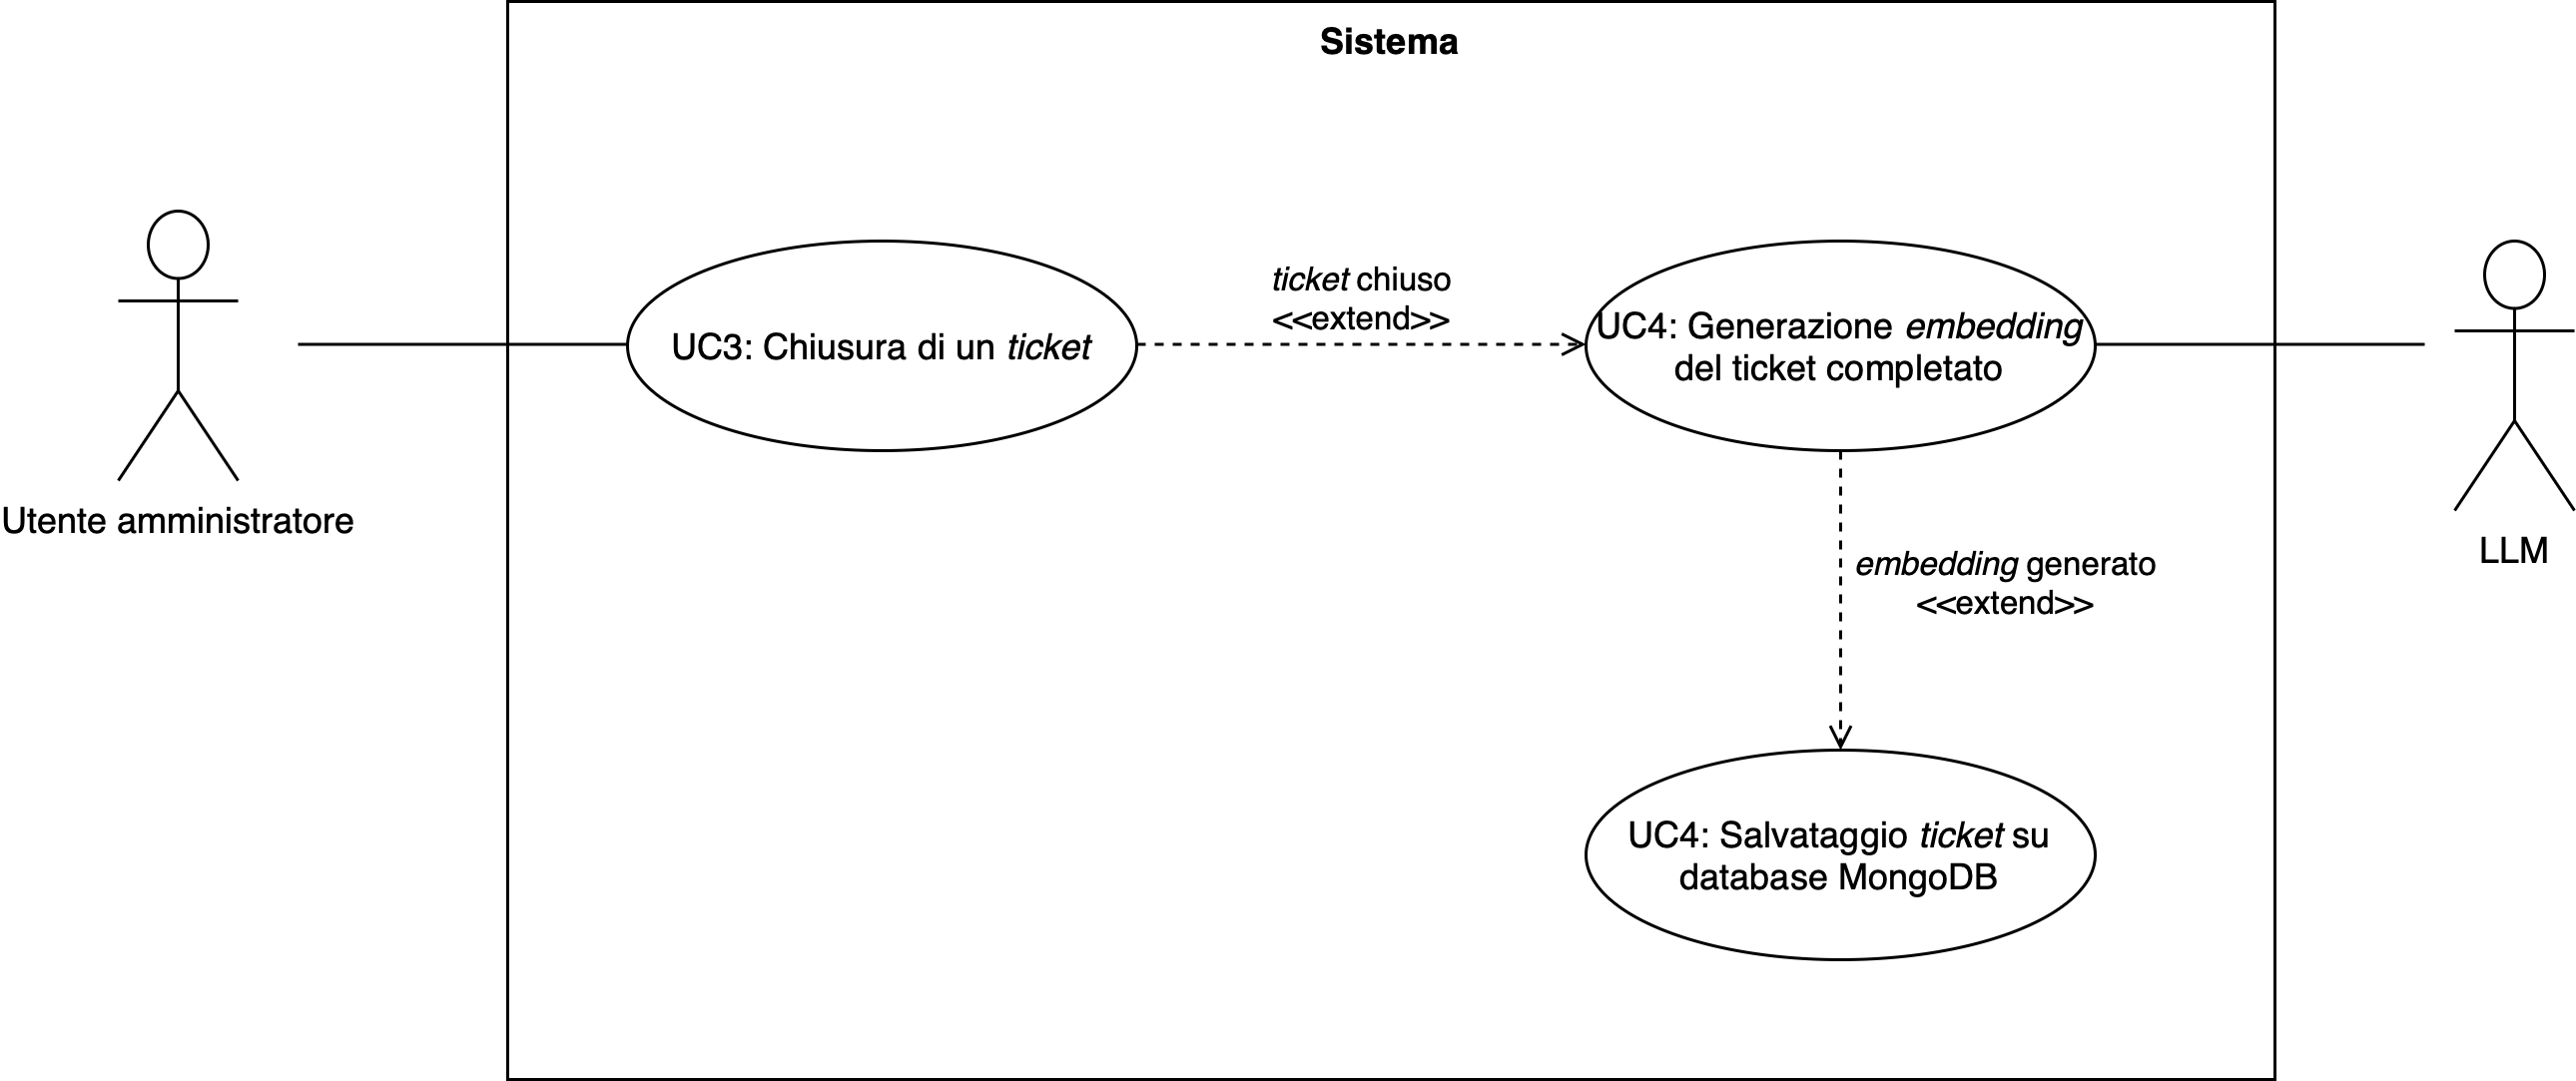 Sistema
Utente amministratore
UC3: Chiusura di un ticket
ticket chiuso
<<extend>>
UC4: Generazione embedding
del ticket completato
LLM
embedding generato
<<extend>>
UC4: Salvataggio ticket su
database MongoDB